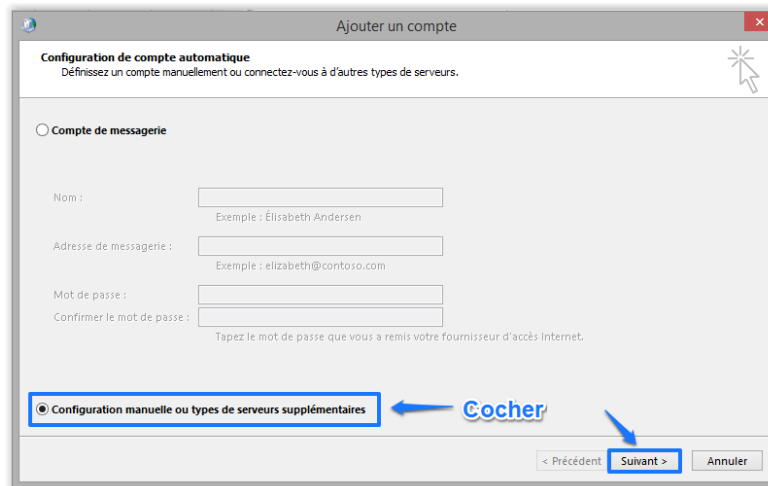 Ajouter un compte
Configuration de compte automatique
Définissez un compte manuellement ou connectez-vous à d'autres types de serveurs.
Compte de messagerie
Nom :
Exemple : Élisabeth Andersen
Adresse de messagerie :
Exemple : elizabeth@contoso.com
Mot de passe :
Confirmer le mot de passe :
Tapez le mot de passe que vous a remis votre fournisseur d'accès Internet.
Configuration manuelle ou types de serveurs supplémentaires
Cocher
< Précédent Suivant > Annuler